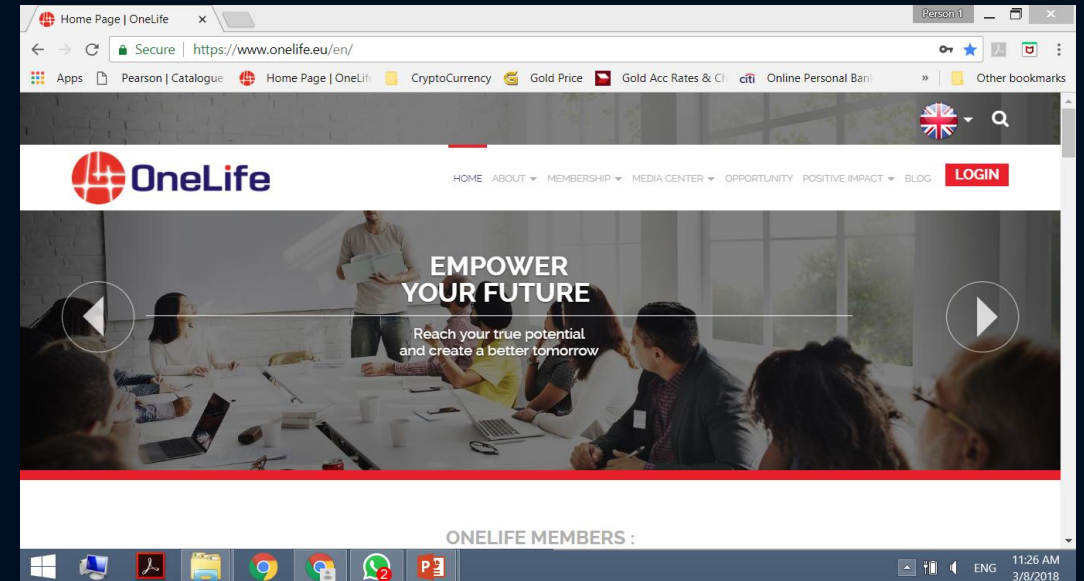 Home Page | OneLife
Person 1
Secure | https://www.onelife.eu/en/
Apps Pearson | Catalogue Home Page | OneLife CryptoCurrency Gold Price Gold Acc Rates & Ch citi Online Personal Bank » Other bookmarks
OneLife
HOME ABOUT MEMBERSHIP MEDIA CENTER OPPORTUNITY POSITIVE IMPACT BLOG LOGIN
EMPOWER
YOUR FUTURE
Reach your true potential
and create a better tomorrow
ONELIFE MEMBERS :
2
ENG
11:26 AM
3/8/2018